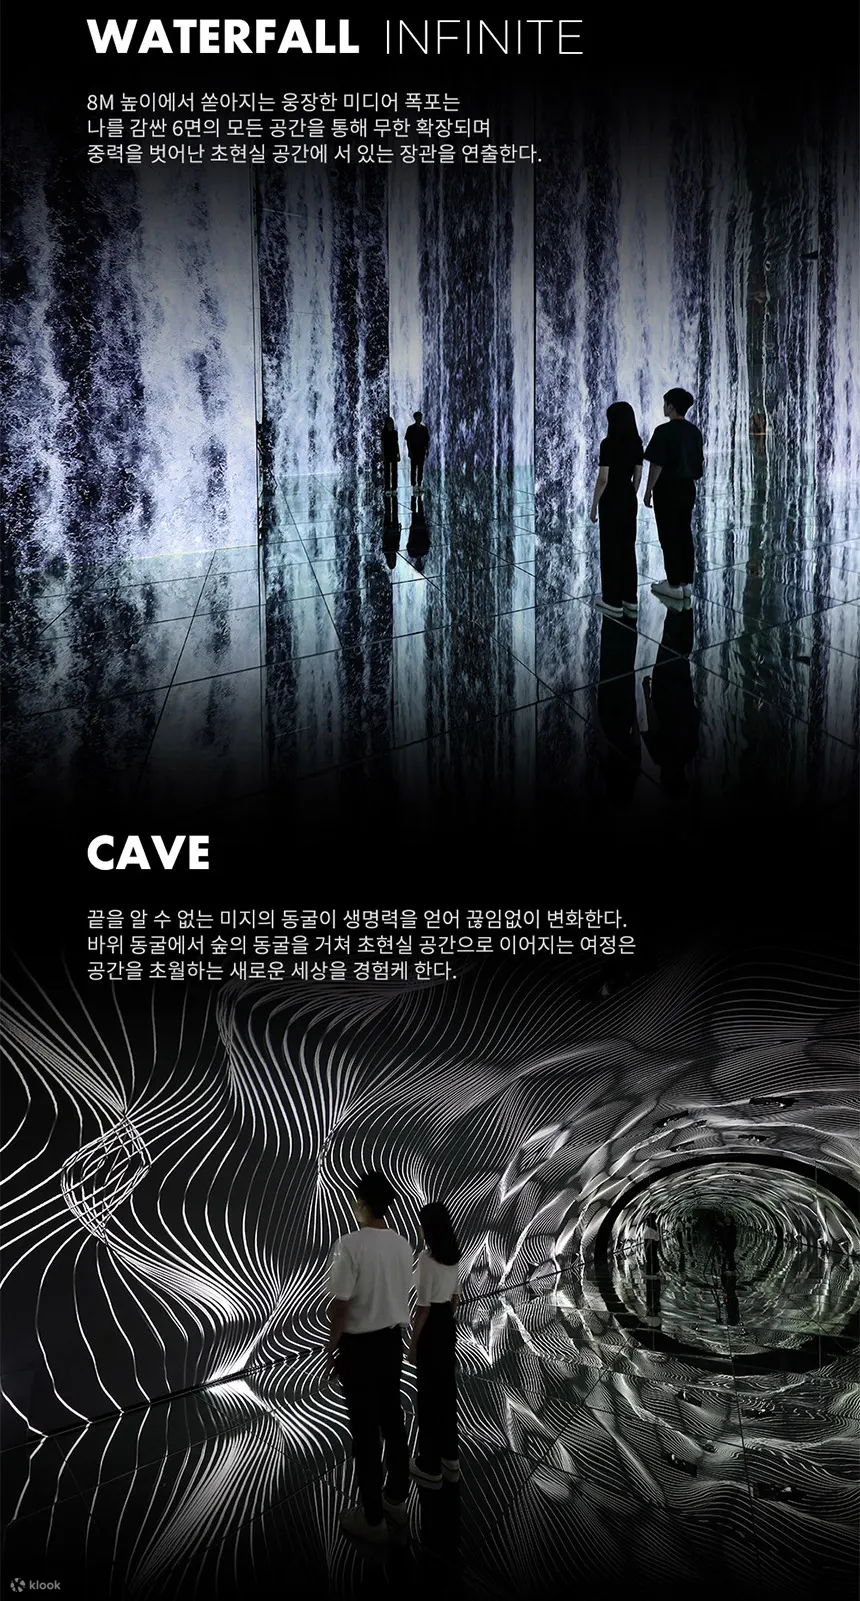 WATERFALL INFINITE
8M 높이에서 쏟아지는 웅장한 미디어 폭포는
나를 감싼 6면의 모든 공간을 통해 무한 확장되며
중력을 벗어난 초현실 공간에 서 있는 장관을 연출한다.
CAVE
끝을 알 수 없는 미지의 동굴이 생명력을 얻어 끊임없이 변화한다.
바위 동굴에서 숲의 동굴을 거쳐 초현실 공간으로 이어지는 여정은
공간을 초월하는 새로운 세상을 경험케 한다.
klook